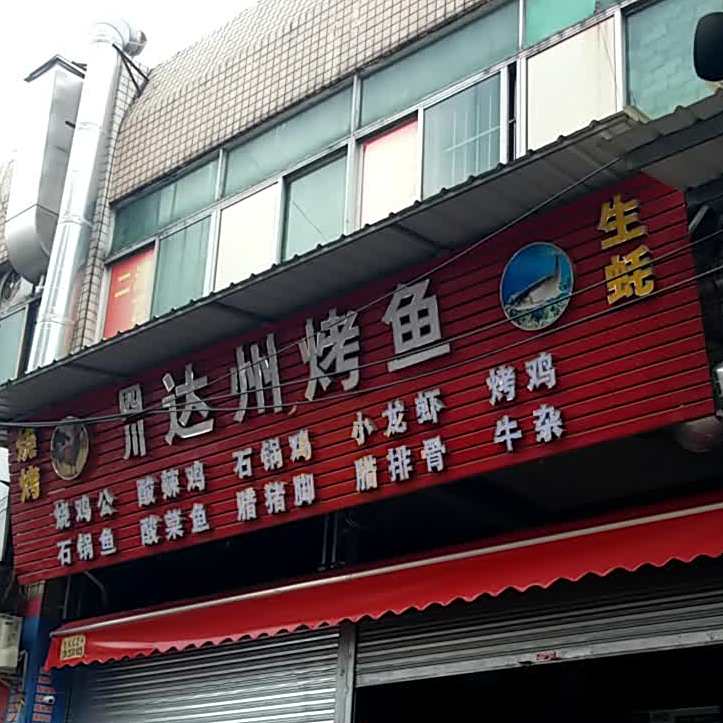 生蚝
四川
达州烤鱼
烧烤
烧鸡公 酸辣鸡 石锅鸡 小龙虾 烤鸡
石锅鱼 酸菜鱼 腊猪脚 腊排骨 牛杂
二